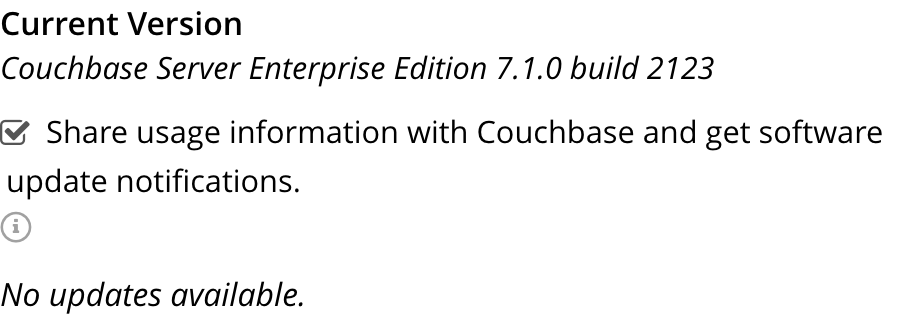 Current Version
Couchbase Server Enterprise Edition 7.1.0 build 2123
Share usage information with Couchbase and get software
update notifications.
No updates available.